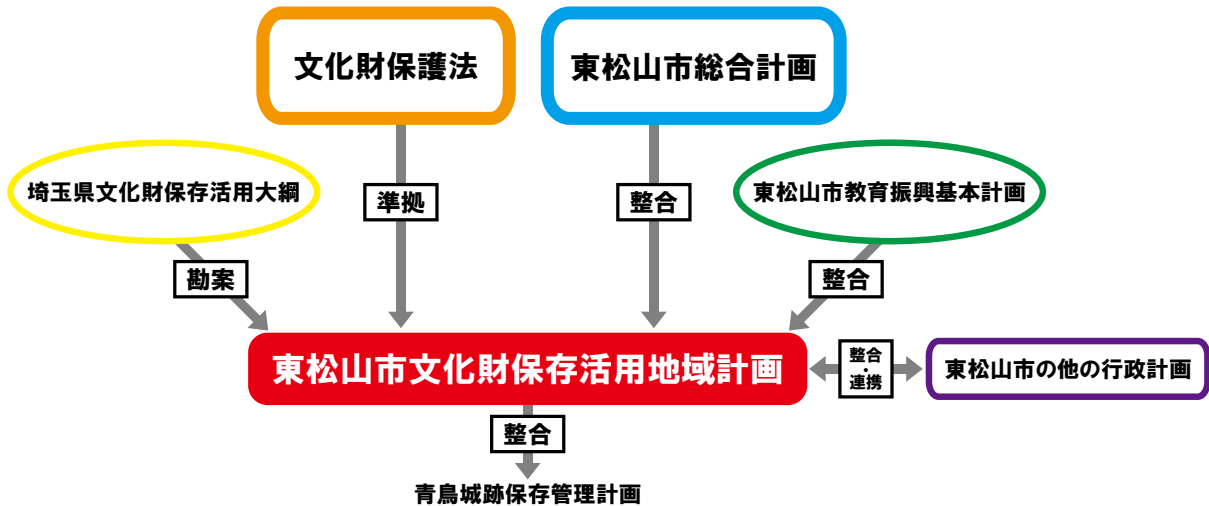 文化財保護法
東松山市総合計画
埼玉県文化財保存活用大綱
準拠
整合
東松山市教育振興基本計画
勘案
整合
東松山市文化財保存活用地域計画
整合
・
連携
東松山市の他の行政計画
整合
青鳥城跡保存管理計画